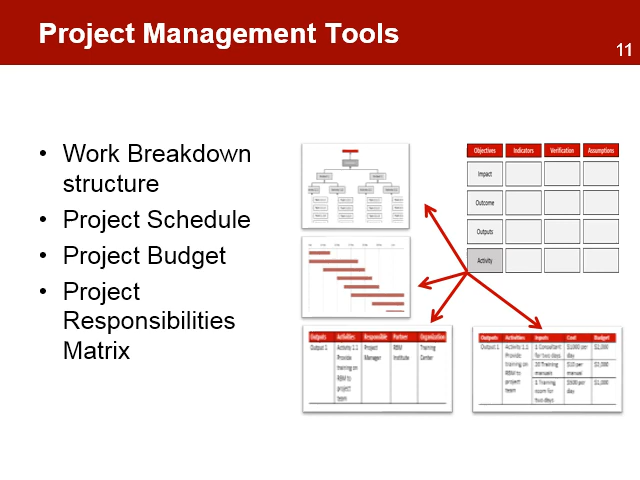 Project Management Tools
11
• Work Breakdown
structure
• Project Schedule
• Project Budget
• Project
Responsibilities
Matrix
Objectives Indicators Verification Assumptions
Impact
Outcome
Outputs
Activity
Outputs Activities Responsible Partner Organization
Output 1 Activity 1.1 Project RBM Training
Provide Manager Institute Center
training on
RBM to
project
team
Outputs Activities Inputs Cost Budget
Output 1 Activity 1.1 1 Consultant $1000 per $2,000
Provide for two days day
training on 20 Training $10 per $2,000
RBM to manuals manual
project 1 Training $500 per $1,000
team room for day
two days